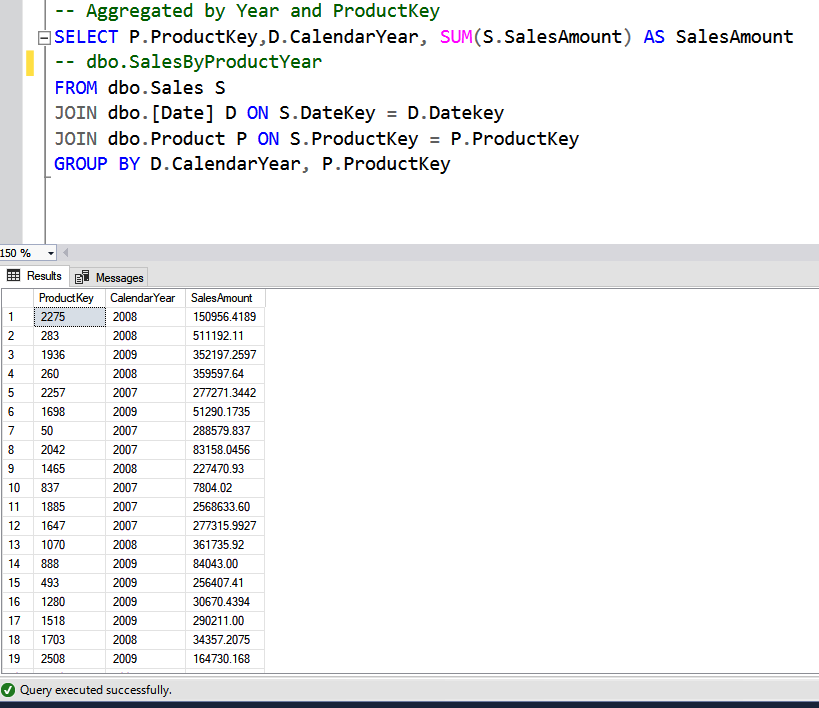 -- Aggregated by Year and ProductKey
SELECT P.ProductKey,D.CalendarYear, SUM(S.SalesAmount) AS SalesAmount
-- dbo.SalesByProductYear
FROM dbo.Sales S
JOIN dbo.[Date] D ON S.DateKey = D.Datekey
JOIN dbo.Product P ON S.ProductKey = P.ProductKey
GROUP BY D.CalendarYear, P.ProductKey
150 %
Results Messages
ProductKey CalendarYear SalesAmount
1 2275 2008 150956.4189
2 283 2008 511192.11
3 1936 2009 352197.2597
4 260 2008 359597.64
5 2257 2007 277271.3442
6 1698 2009 51290.1735
7 50 2007 288579.837
8 2042 2007 83158.0456
9 1465 2008 227470.93
10 837 2007 7804.02
11 1885 2007 2568633.60
12 1647 2007 277315.9927
13 1070 2008 361735.92
14 888 2009 84043.00
15 493 2009 256407.41
16 1280 2009 30670.4394
17 1518 2009 290211.00
18 1703 2008 34357.2075
19 2508 2009 164730.168
Query executed successfully.